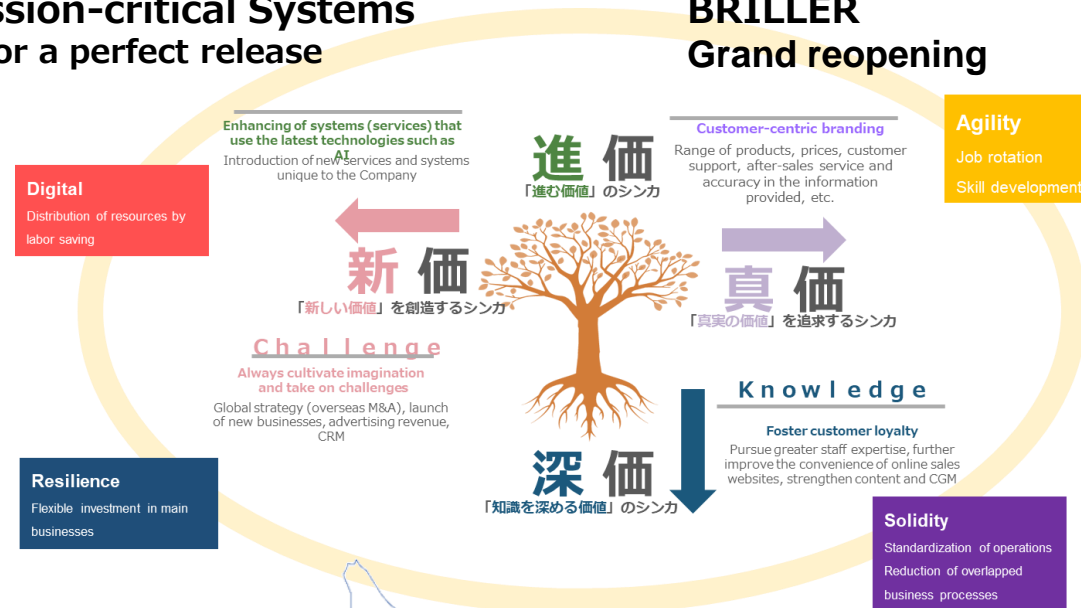 ssion-critical Systems
or a perfect release
BRILLER
Grand reopening
Enhancing of systems (services) that
use the latest technologies such as
AI
Introduction of new services and systems
unique to the Company
進価
「進む価値」のシンカ
Customer-centric branding
Range of products, prices, customer
support, after-sales service and
accuracy in the information
provided, etc.
Agility
Job rotation
Skill development
Digital
Distribution of resources by
labor saving
新価
「新しい価値」を創造するシンカ
真価
「真実の価値」を追求するシンカ
Challenge
Always cultivate imagination
and take on challenges
Global strategy (overseas M&A), launch
of new businesses, advertising revenue,
CRM
Knowledge
Foster customer loyalty
Pursue greater staff expertise, further
improve the convenience of online sales
websites, strengthen content and CGM
深価
「知識を深める価値」のシンカ
Resilience
Flexible investment in main
businesses
Solidity
Standardization of operations
Reduction of overlapped
business processes